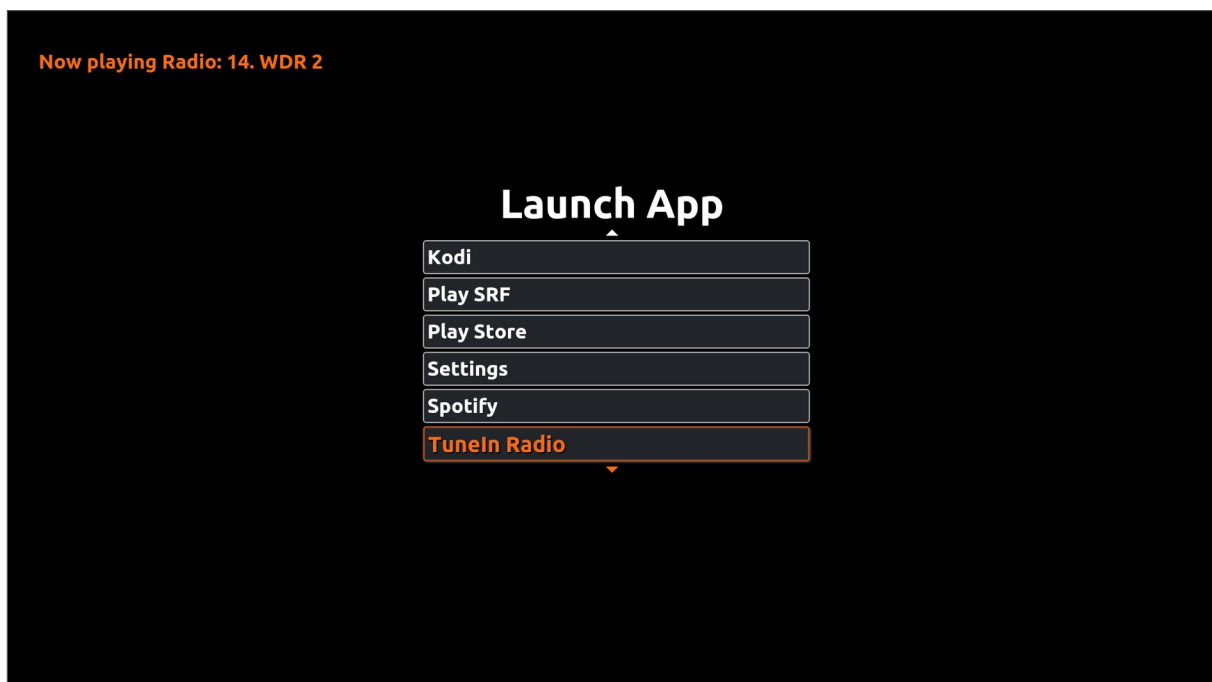 Now playing Radio: 14. WDR 2
Launch App
Kodi
Play SRF
Play Store
Settings
Spotify
TuneIn Radio